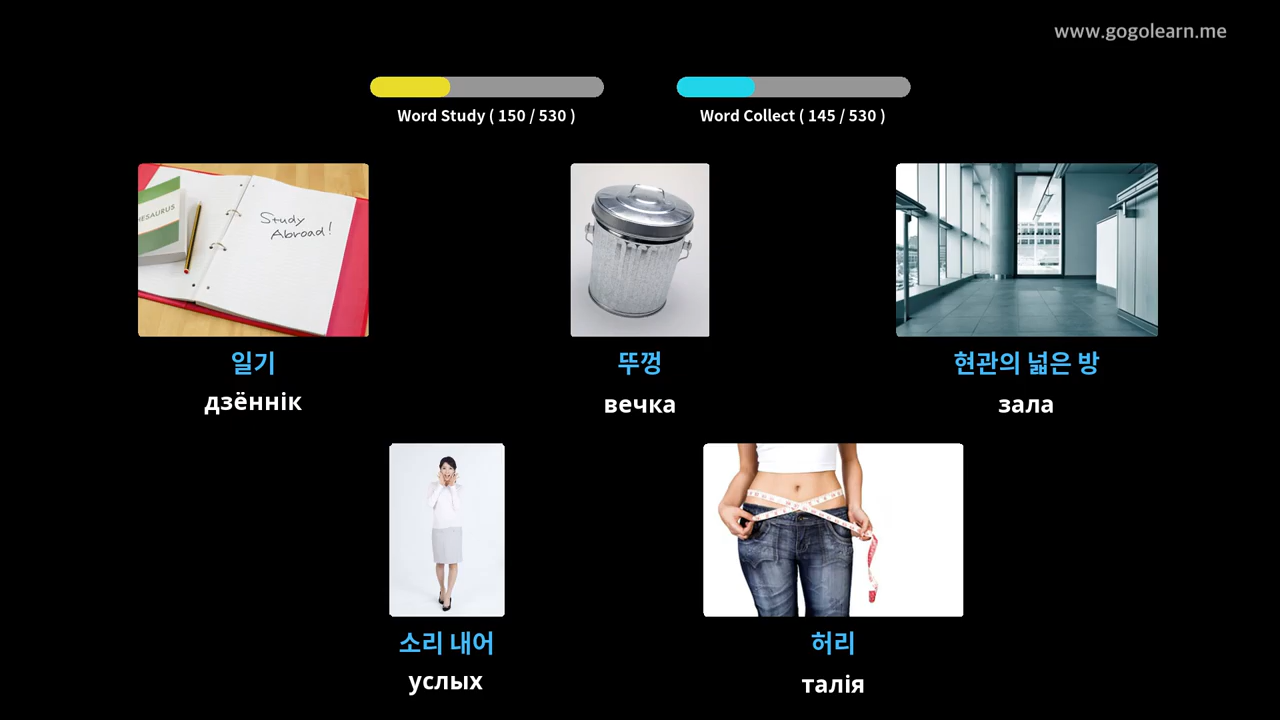 www.gogolearn.me
Word Study ( 150 / 530 )
Word Collect ( 145 / 530 )
HESAURUS
Study
Abroad!
일기
дзённік
뚜껑
вечка
현관의 넓은 방
зала
소리 내어
услых
허리
талія